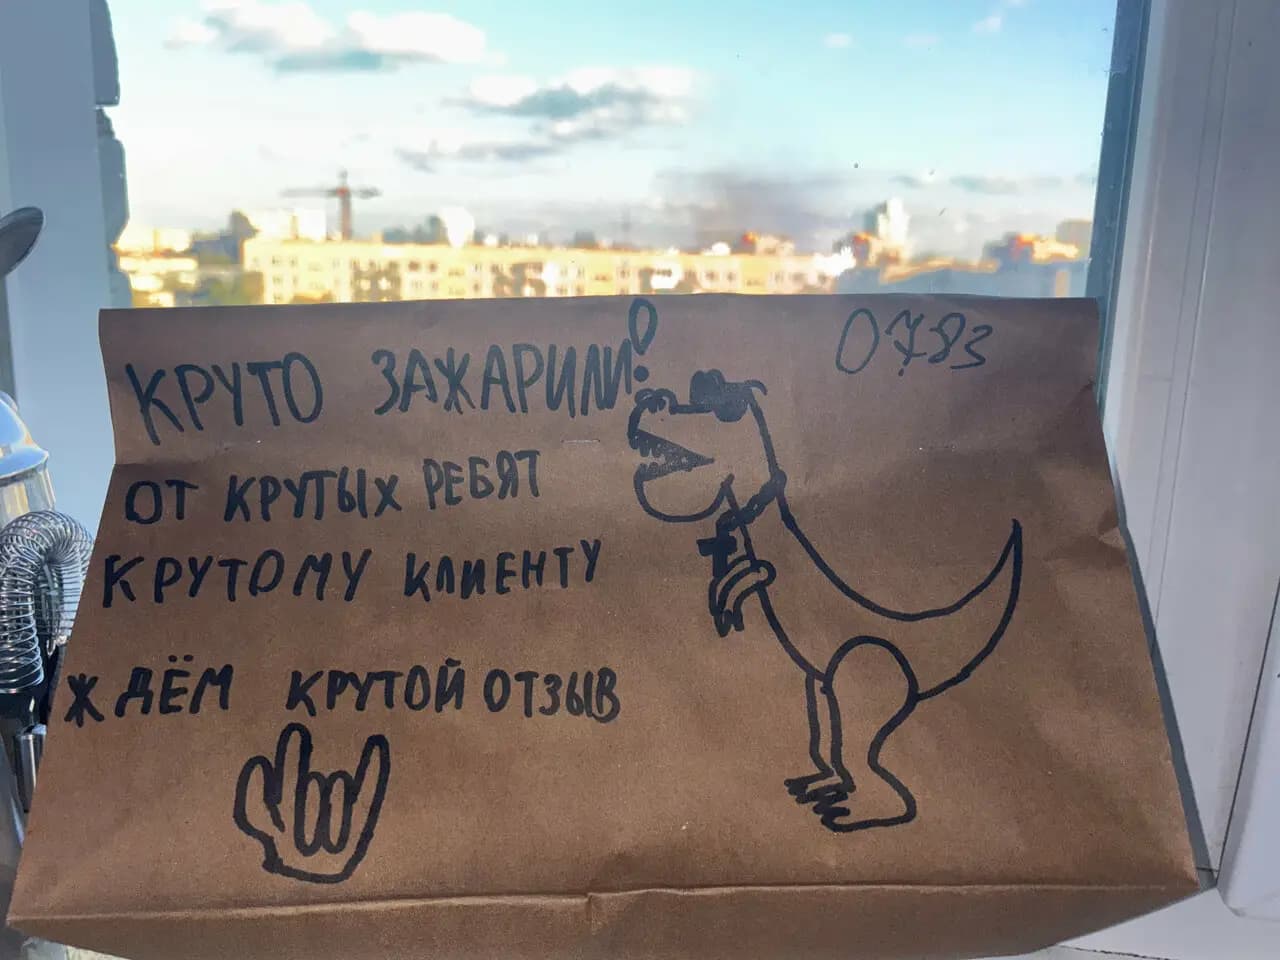 КРУТО ЗАЖАРИЛИ!
0783
ОТ КРУТЫХ РЕБЯТ
КРУТОМУ КЛИЕНТУ
ЖДЁМ КРУТОЙ ОТЗЫВ